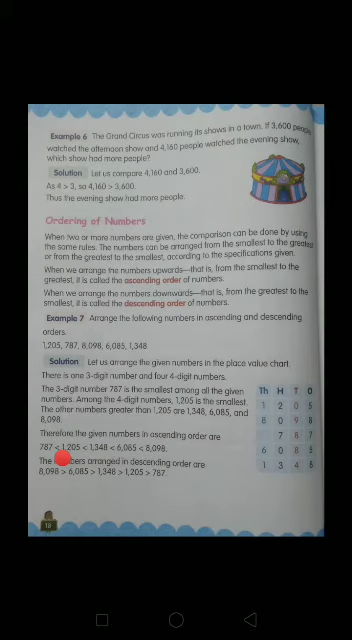 Example 6 The Grand Circus was running its shows in a town. If 3,600 people
watched the afternoon show and 4,160 people watched the evening show,
which show had more people?
Solution Let us compare 4,160 and 3,600.
As 4 > 3, so 4,160 > 3,600.
Thus the evening show had more people.
Ordering of Numbers
When two or more numbers are given, the comparison can be done by using
the same rules. The numbers can be arranged from the smallest to the greatest
or from the greatest to the smallest, according to the specifications given.
When we arrange the numbers upwards—that is, from the smallest to the
greatest, it is called the ascending order of numbers.
When we arrange the numbers downwards—that is, from the greatest to the
smallest, it is called the descending order of numbers.
Example 7 Arrange the following numbers in ascending and descending
orders.
1,205, 787, 8,098, 6,085, 1,348
Solution Let us arrange the given numbers in the place value chart.
There is one 3-digit number and four 4-digit numbers.
The 3-digit number 787 is the smallest among all the given
numbers. Among the 4-digit numbers, 1,205 is the smallest.
The other numbers greater than 1,205 are 1,348, 6,085, and
8,098.
Th H T O
1 2 0 5
8 0 9 8
7 8 7
6 0 8 5
1 3 4 8
Therefore the given numbers in ascending order are
787 < 1,205 < 1,348 < 6,085 < 8,098.
The numbers arranged in descending order are
8,098 > 6,085 > 1,348 > 1,205 > 787.
18